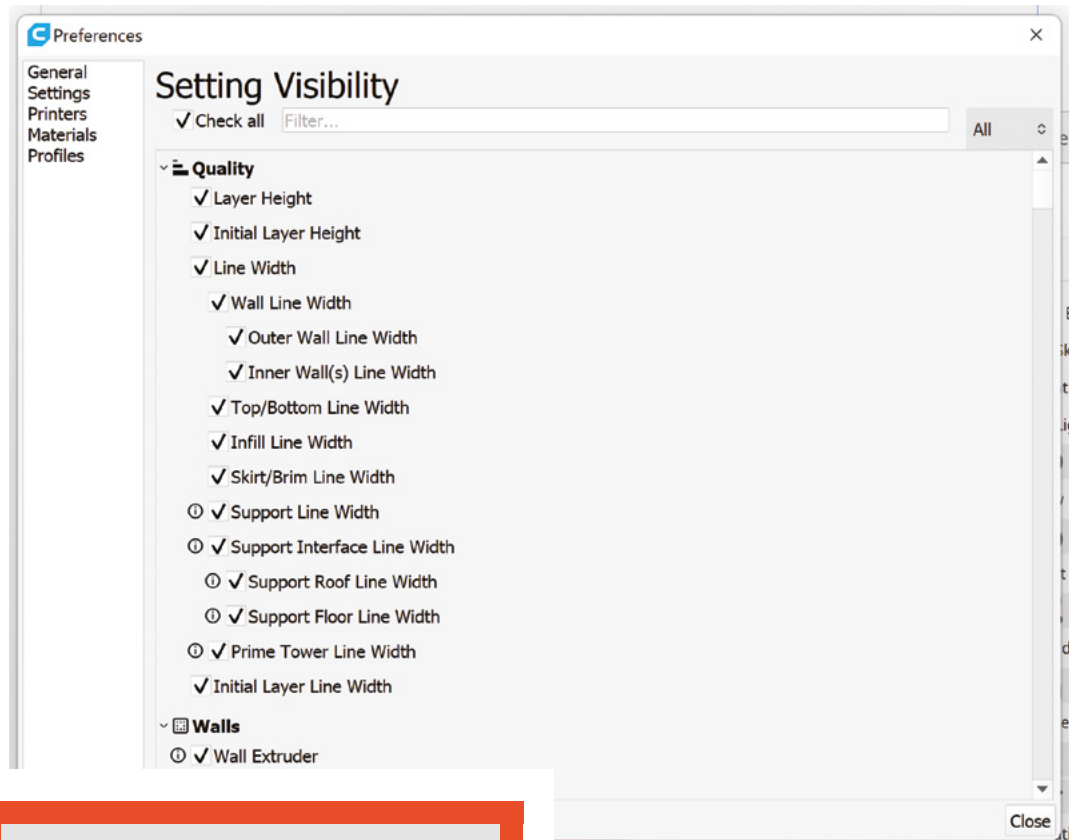 Preferences
General
Settings
Printers
Materials
Profiles
Setting Visibility
Check all
Filter...
All
Quality
Layer Height
Initial Layer Height
Line Width
Wall Line Width
Outer Wall Line Width
Inner Wall(s) Line Width
Top/Bottom Line Width
Infill Line Width
Skirt/Brim Line Width
Support Line Width
Support Interface Line Width
Support Roof Line Width
Support Floor Line Width
Prime Tower Line Width
Initial Layer Line Width
Walls
Wall Extruder
Close